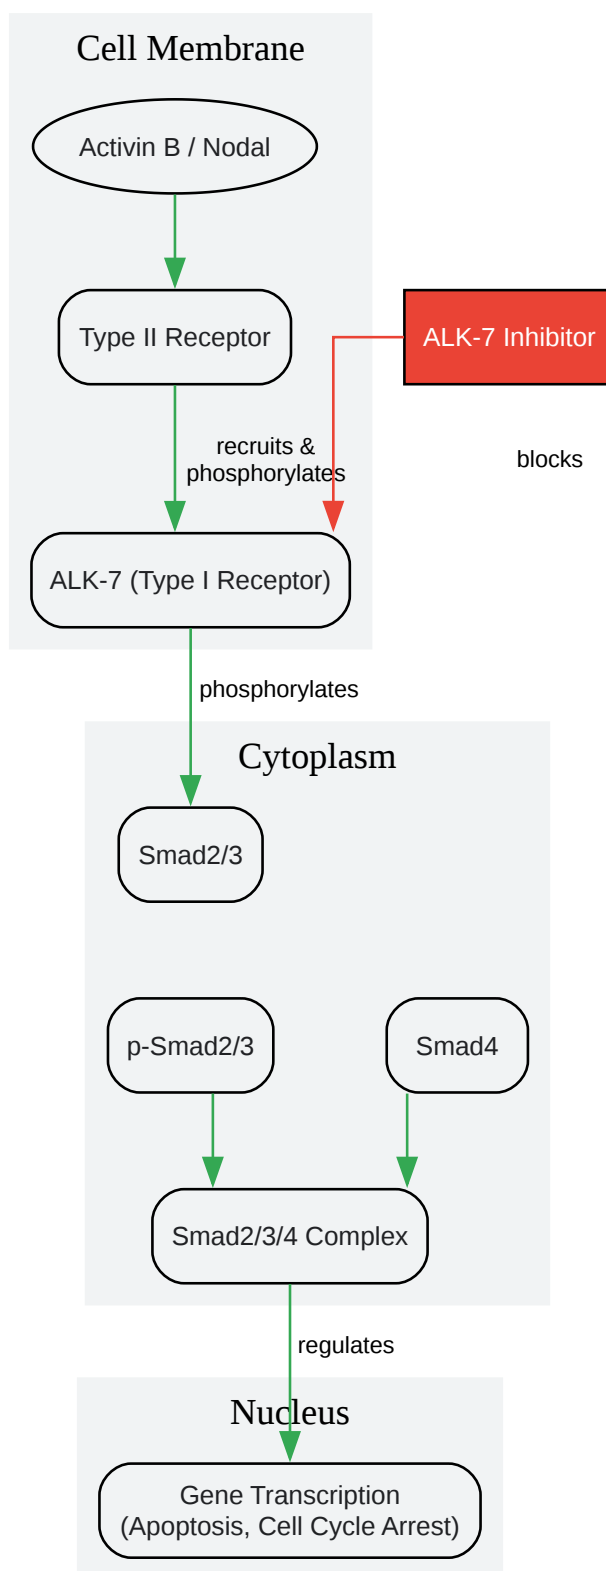 Cell Membrane
Activin B / Nodal
Type II Receptor
ALK-7 Inhibitor
recruits &
phosphorylates
blocks
ALK-7 (Type I Receptor)
phosphorylates
Cytoplasm
Smad2/3
p-Smad2/3
Smad4
Smad2/3/4 Complex
regulates
Nucleus
Gene Transcription
(Apoptosis, Cell Cycle Arrest)